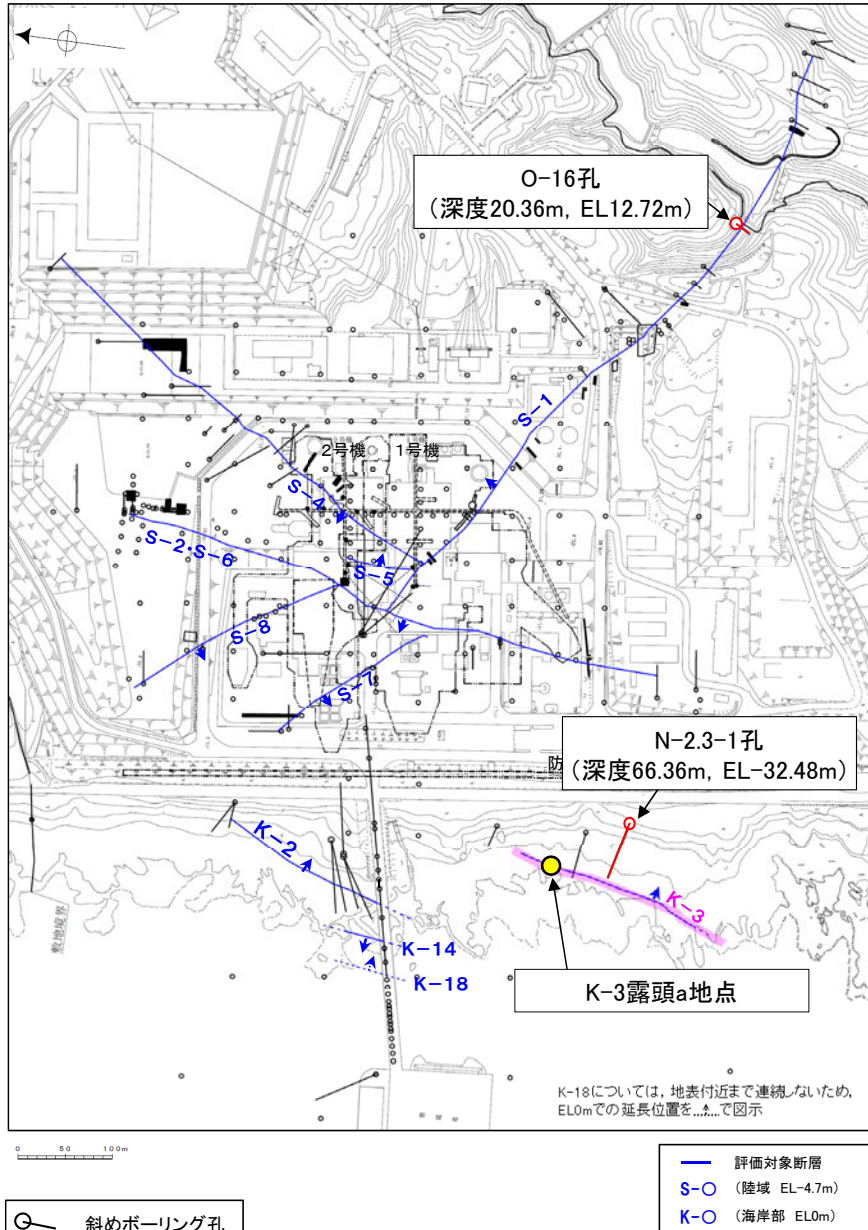 O-16孔
(深度20.36m, EL12.72m)
S-1
2号機
1号機
S-4
S-2・S-6
S-5
S-8
S-7
N-2.3-1孔
(深度66.36m, EL-32.48m)
防
K-2
K-3
K-14
K-18
敷地境界
K-3露頭a地点
K-18については,地表付近まで連続しないため,
EL0mでの延長位置を で図示
0 50 100m
評価対象断層
S-○ (陸域 EL-4.7m)
K-○ (海岸部 EL0m)
斜めボーリング孔